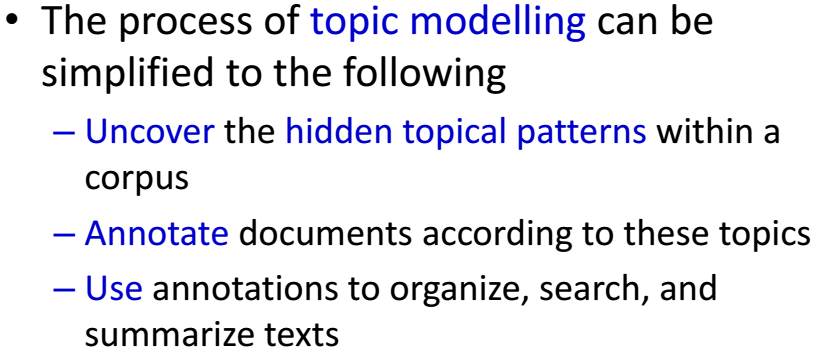 • The process of topic modelling can be
simplified to the following
– Uncover the hidden topical patterns within a
corpus
– Annotate documents according to these topics
– Use annotations to organize, search, and
summarize texts